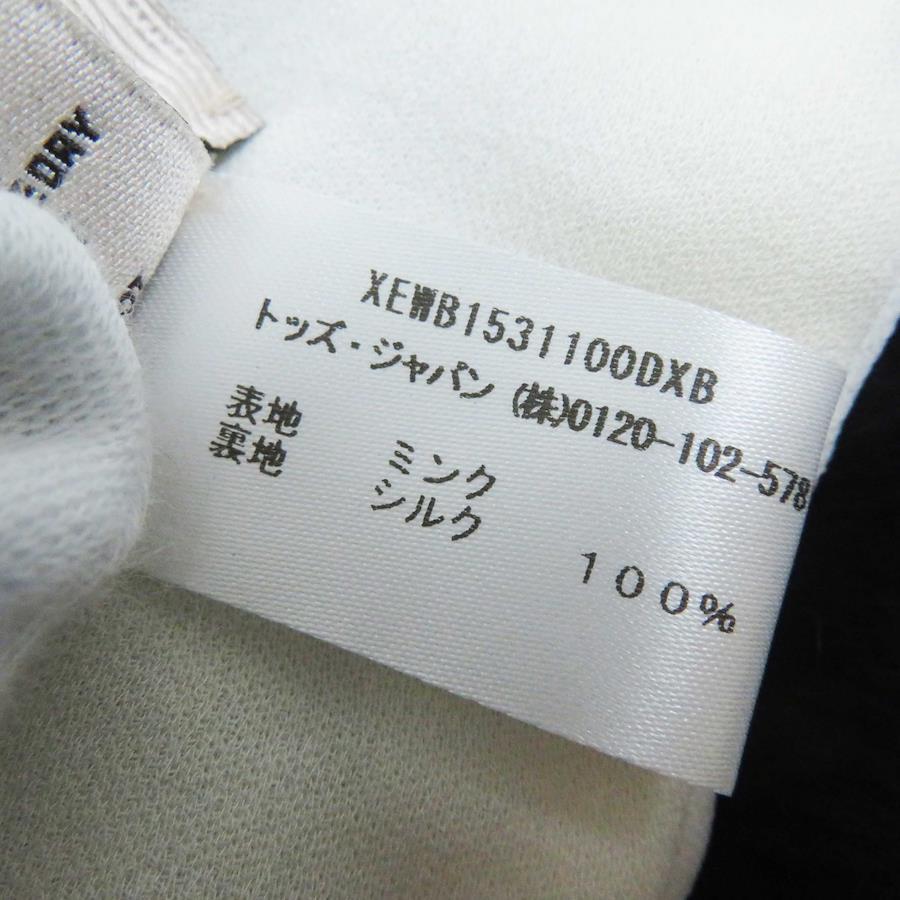 DRY
XEWB1531100DXB
トッズ・ジャパン (株)0120-102-578
表地 ミンク
裏地 シルク 100%